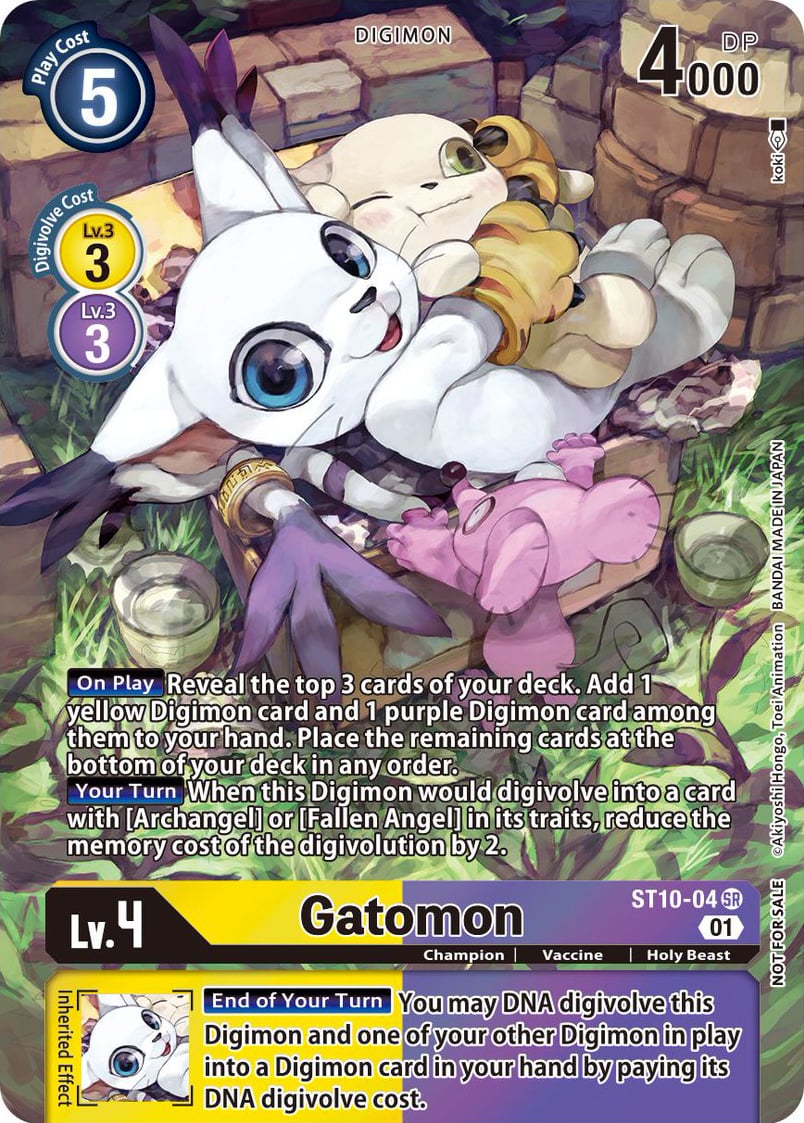 DIGIMON
Play Cost
5
DP
4000
koki
Digivolve Cost
Lv.3
3
Lv.3
3
On Play Reveal the top 3 cards of your deck. Add 1
yellow Digimon card and 1 purple Digimon card among
them to your hand. Place the remaining cards at the
bottom of your deck in any order.
Your Turn When this Digimon would digivolve into a card
with [Archangel] or [Fallen Angel] in its traits, reduce the
memory cost of the digivolution by 2.
©Akiyoshi Hongo, Toei Animation BANDAI MADE IN JAPAN
NOT FOR SALE
Lv.4
Gatomon
ST10-04 SR
01
Champion | Vaccine | Holy Beast
Inherited Effect
End of Your Turn You may DNA digivolve this
Digimon and one of your other Digimon in play
into a Digimon card in your hand by paying its
DNA digivolve cost.